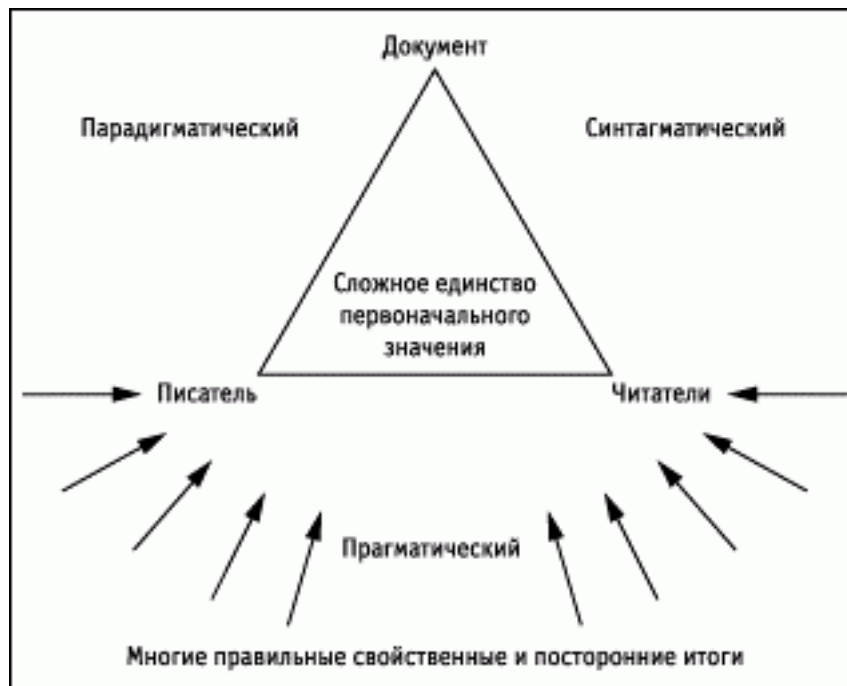 Документ
Парадигматический
Синтагматический
Сложное единство
первоначального
значения
Писатель
Читатели
Прагматический
Многие правильные свойственные и посторонние итоги